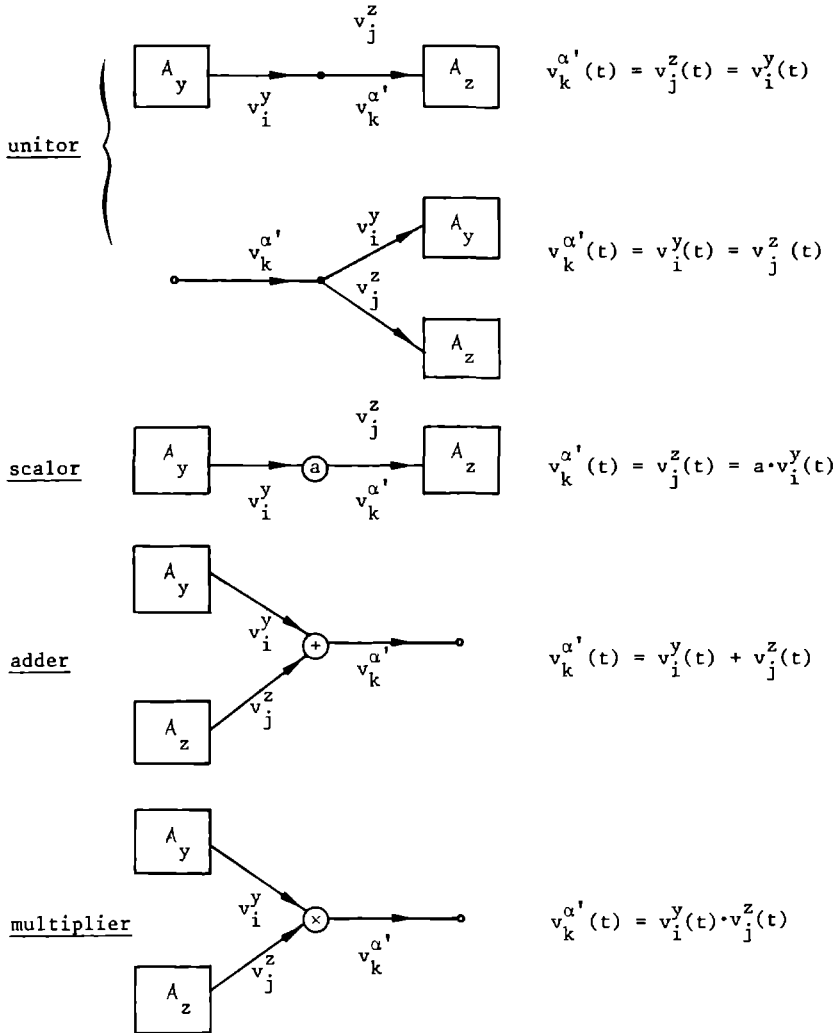 v_j^z
A_y A_z v_k^α'(t) = v_j^z(t) = v_i^y(t)
v_i^y v_k^α'
unitor
v_k^α' v_i^y A_y v_k^α'(t) = v_i^y(t) = v_j^z(t)
v_j^z
A_z
v_j^z
scalor A_y a A_z v_k^α'(t) = v_j^z(t) = a·v_i^y(t)
v_i^y v_k^α'
A_y
v_i^y
adder + v_k^α' v_k^α'(t) = v_i^y(t) + v_j^z(t)
v_j^z
A_z
A_y
v_i^y
multiplier × v_k^α' v_k^α'(t) = v_i^y(t)·v_j^z(t)
v_j^z
A_z